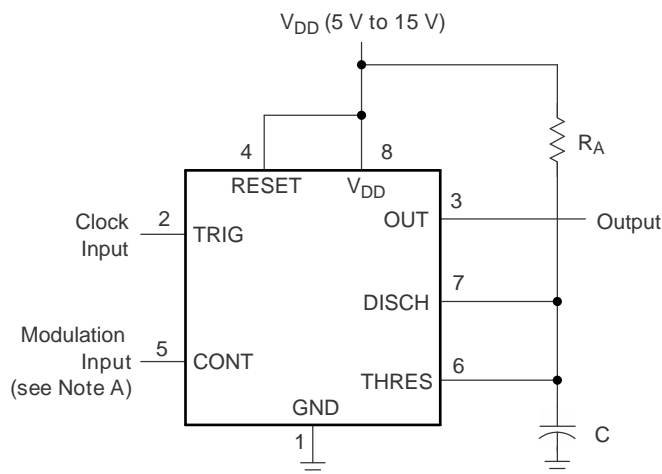 V_DD (5 V to 15 V)
4
8
R_A
RESET
V_DD
3
Clock
Input
2
TRIG
OUT
Output
7
DISCH
Modulation
Input
(see Note A)
5
CONT
6
THRES
GND
1
C